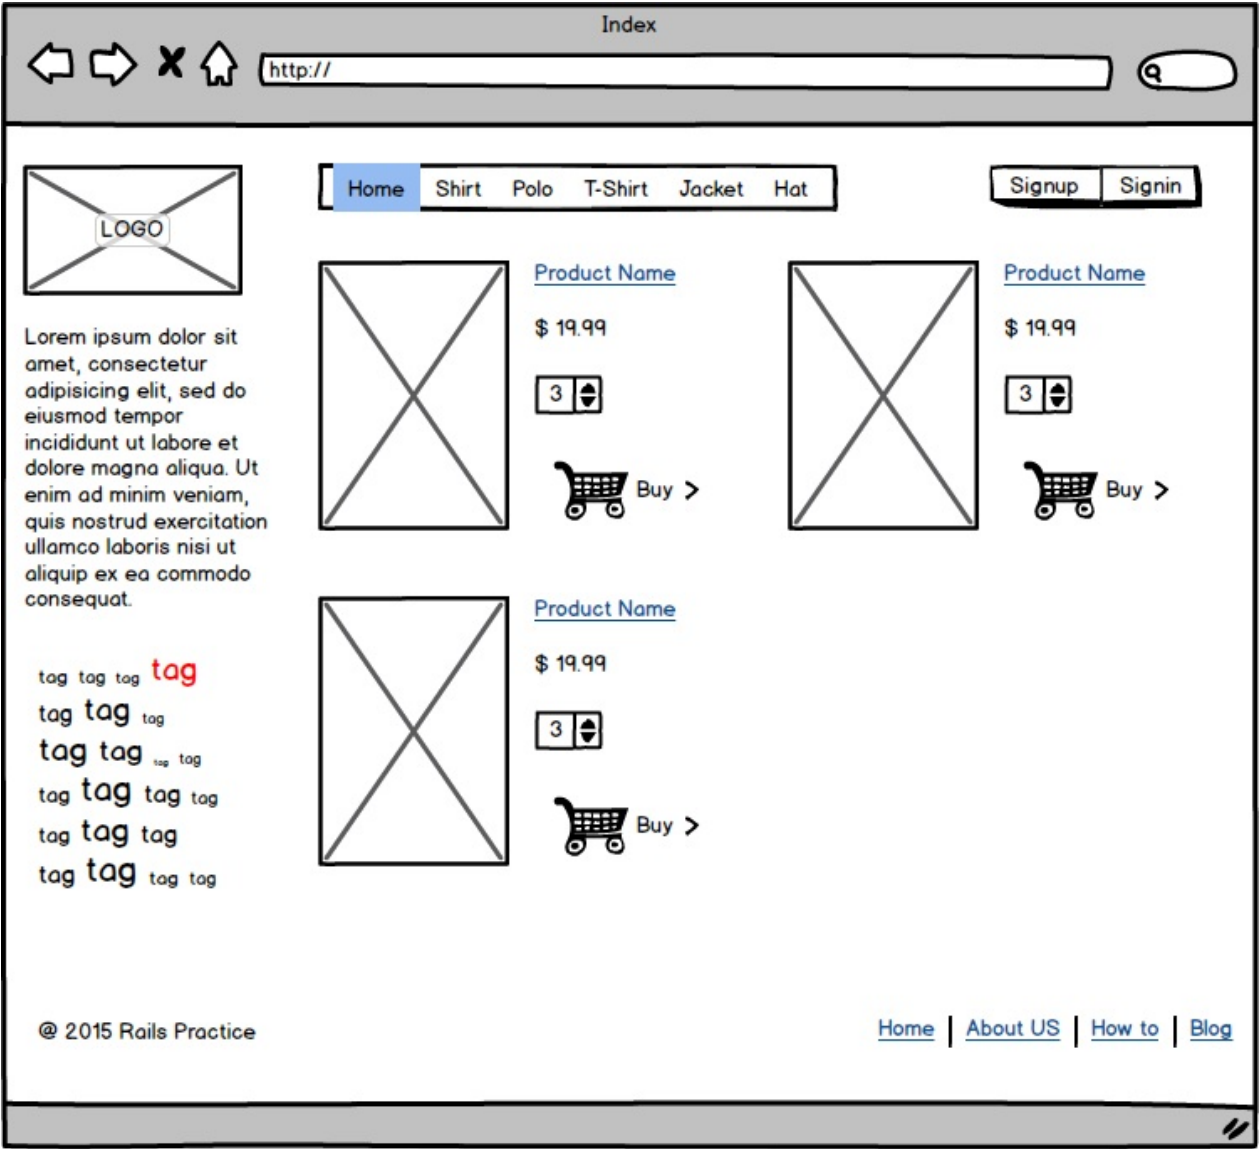 Index
http://
LOGO
Home Shirt Polo T-Shirt Jacket Hat
Signup Signin
Lorem ipsum dolor sit
amet, consectetur
adipisicing elit, sed do
eiusmod tempor
incididunt ut labore et
dolore magna aliqua. Ut
enim ad minim veniam,
quis nostrud exercitation
ullamco laboris nisi ut
aliquip ex ea commodo
consequat.
tag tag tag tag
tag tag tag
tag tag tag tag
tag tag tag tag
tag tag tag
tag tag tag tag
Product Name
$ 19.99
3
Buy >
Product Name
$ 19.99
3
Buy >
Product Name
$ 19.99
3
Buy >
@ 2015 Rails Practice
Home | About US | How to | Blog